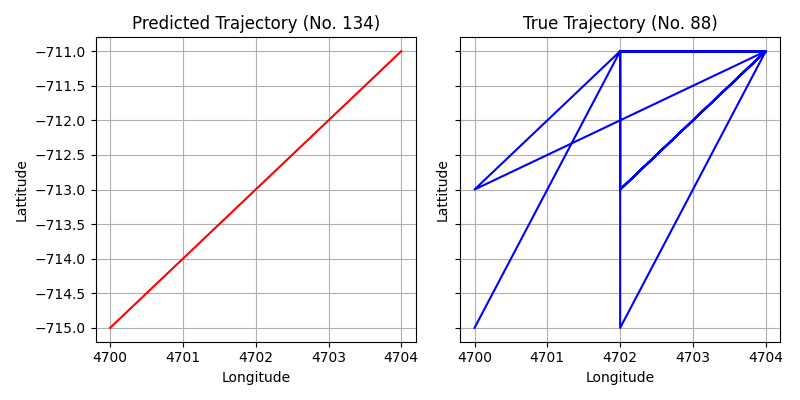 Predicted Trajectory (No. 134)
True Trajectory (No. 88)
Lattitude
−711.0
−711.5
−712.0
−712.5
−713.0
−713.5
−714.0
−714.5
−715.0
4700 4701 4702 4703 4704
Longitude
Lattitude
4700 4701 4702 4703 4704
Longitude